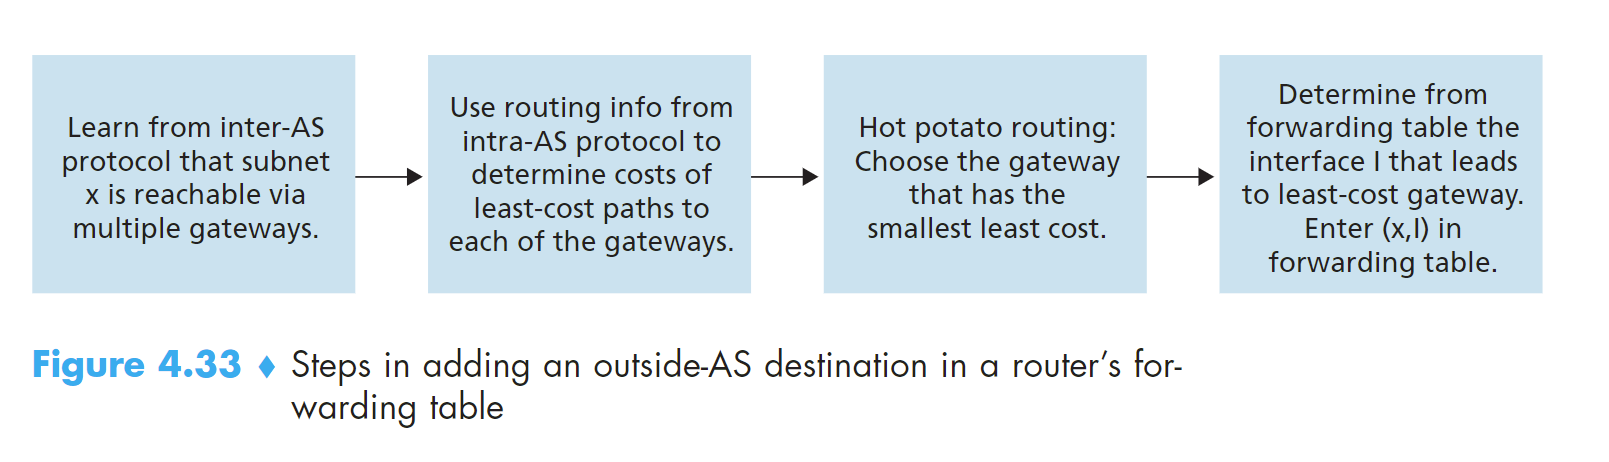 Learn from inter-AS
protocol that subnet
x is reachable via
multiple gateways.
Use routing info from
intra-AS protocol to
determine costs of
least-cost paths to
each of the gateways.
Hot potato routing:
Choose the gateway
that has the
smallest least cost.
Determine from
forwarding table the
interface I that leads
to least-cost gateway.
Enter (x,I) in
forwarding table.
Figure 4.33 ♦ Steps in adding an outside-AS destination in a router’s for-
warding table